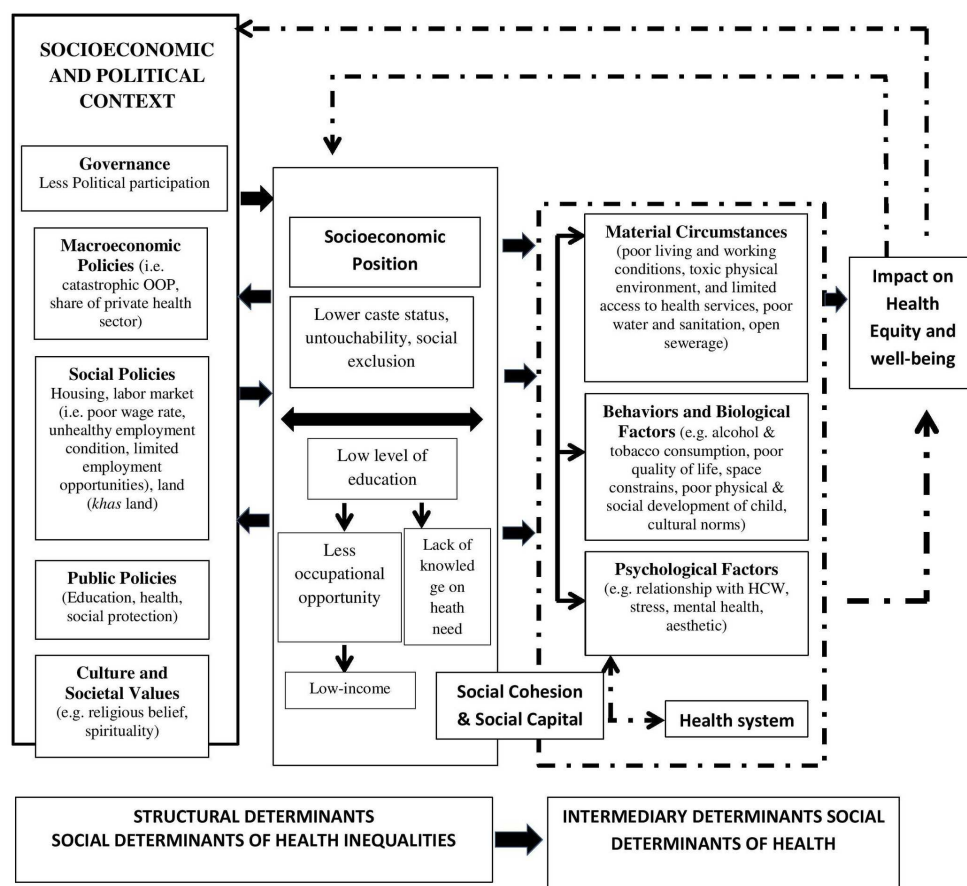 SOCIOECONOMIC
AND POLITICAL
CONTEXT
Governance
Less Political participation
Macroeconomic
Policies (i.e.
catastrophic OOP,
share of private health
sector)
Social Policies
Housing, labor market
(i.e. poor wage rate,
unhealthy employment
condition, limited
employment
opportunities), land
(khas land)
Public Policies
(Education, health,
social protection)
Culture and
Societal Values
(e.g. religious belief,
spirituality)
Socioeconomic
Position
Lower caste status,
untouchability, social
exclusion
Low level of
education
Less
occupational
opportunity
Lack of
knowled
ge on
heath
need
Low-income
Material Circumstances
(poor living and working
conditions, toxic physical
environment, and limited
access to health services, poor
water and sanitation, open
sewerage)
Behaviors and Biological
Factors (e.g. alcohol &
tobacco consumption, poor
quality of life, space
constrains, poor physical &
social development of child,
cultural norms)
Psychological Factors
(e.g. relationship with HCW,
stress, mental health,
aesthetic)
Social Cohesion
& Social Capital
Health system
Impact on
Health
Equity and
well-being
STRUCTURAL DETERMINANTS
SOCIAL DETERMINANTS OF HEALTH INEQUALITIES
INTERMEDIARY DETERMINANTS SOCIAL
DETERMINANTS OF HEALTH